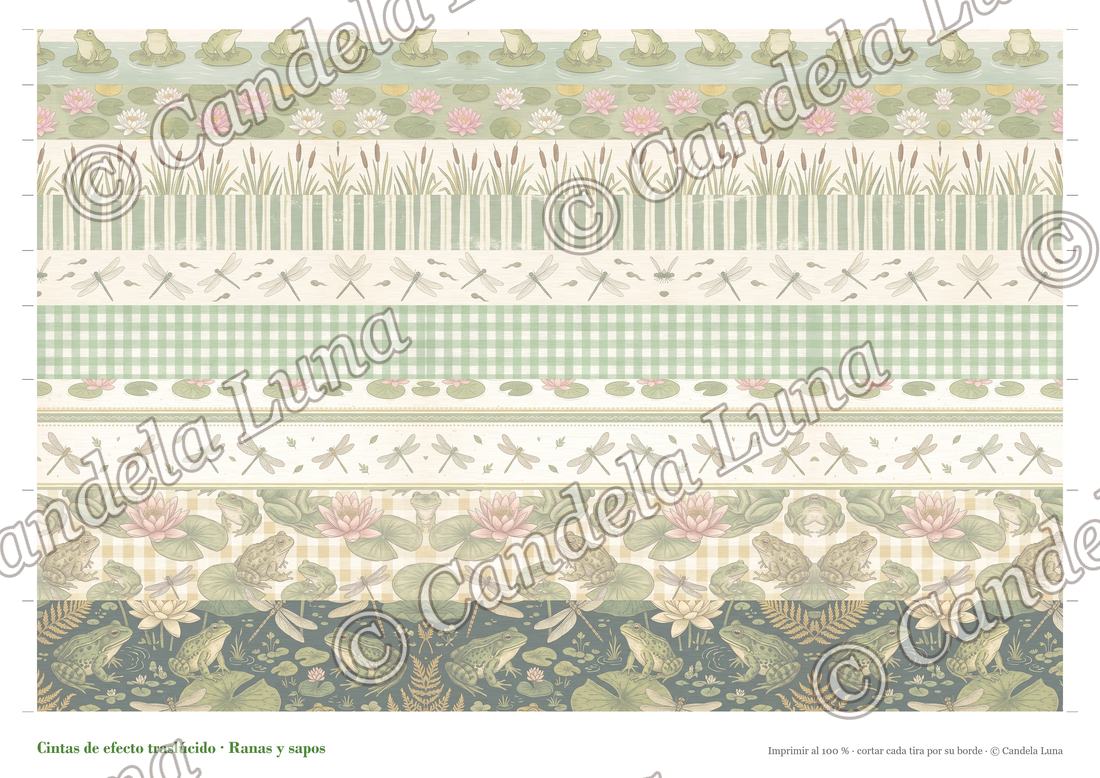 © Candela Luna
© Candela Luna
©
Candela Luna
© Candela Luna
© Candela
Cintas de efecto traslúcido · Ranas y sapos
Imprimir al 100 % · cortar cada tira por su borde · © Candela Luna